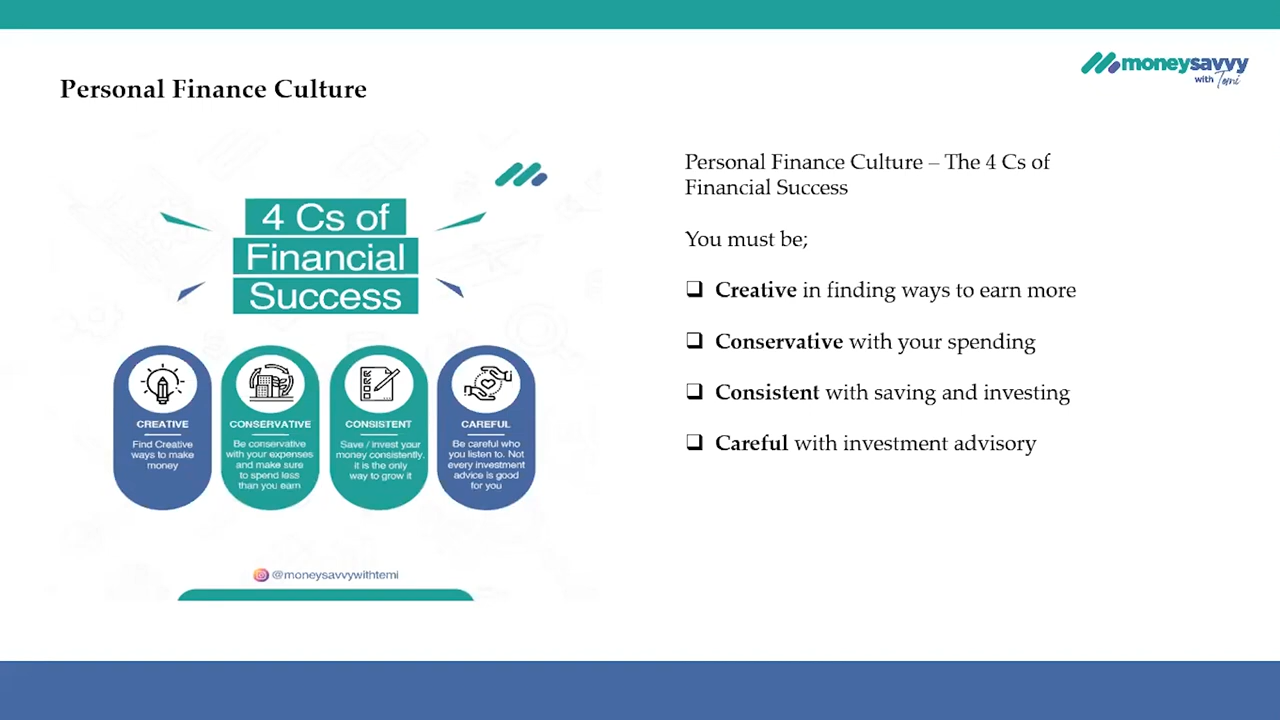 Personal Finance Culture
moneysavvy
with Temi
4 Cs of
Financial
Success
CREATIVE
Find Creative
ways to make
money
CONSERVATIVE
Be conservative
with your expenses
and make sure
to spend less
than you earn
CONSISTENT
Save / invest your
money consistently,
it is the only
way to grow it
CAREFUL
Be careful who
you listen to. Not
every investment
advice is good
for you
@moneysavvywithtemi
Personal Finance Culture – The 4 Cs of
Financial Success
You must be;
❑ Creative in finding ways to earn more
❑ Conservative with your spending
❑ Consistent with saving and investing
❑ Careful with investment advisory